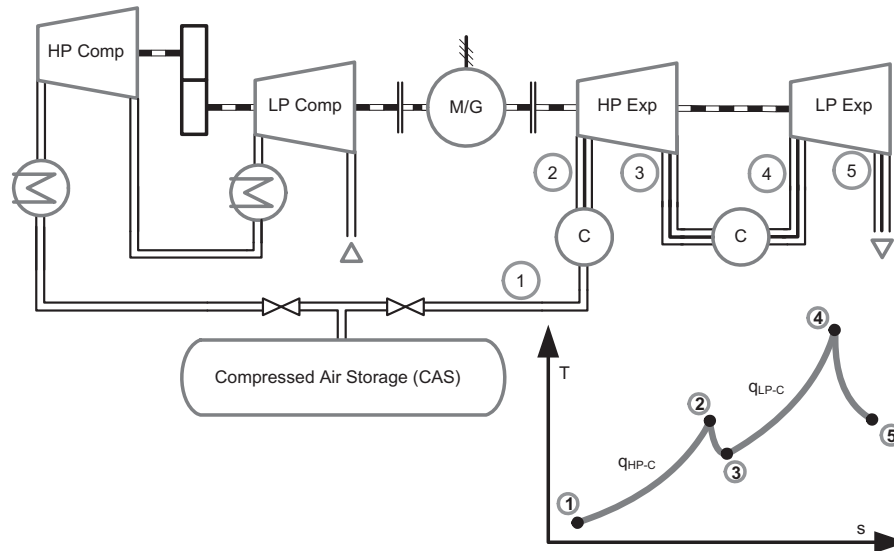 HP Comp
LP Comp
M/G
HP Exp
LP Exp
2
3
4
5
C
C
1
Compressed Air Storage (CAS)
T
4
qLP-C
2
5
3
qHP-C
1
s